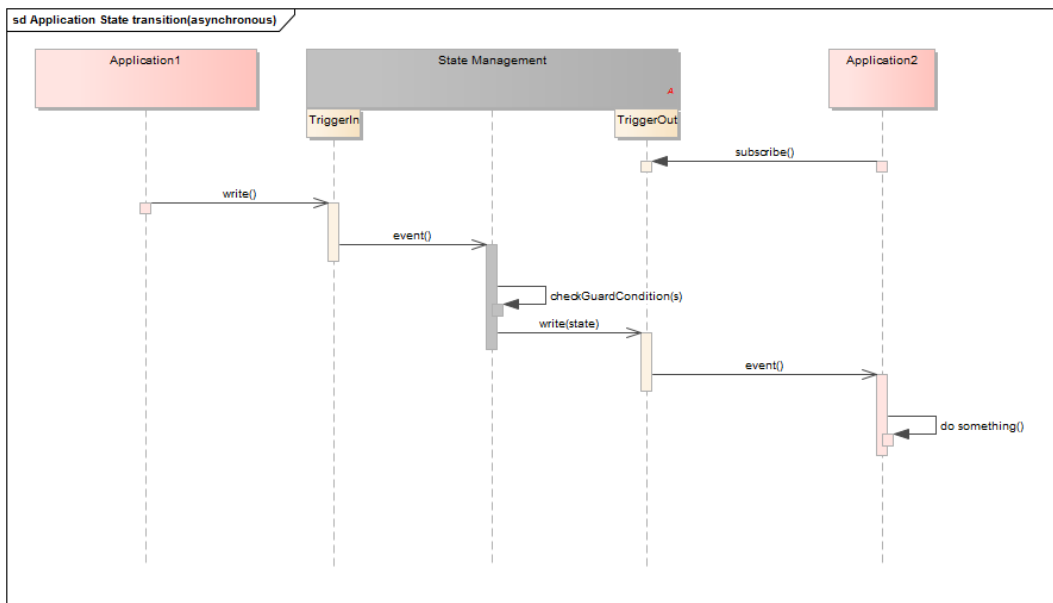 sd Application State transition(asynchronous)
Application1
State Management
Application2
A
TriggerIn
TriggerOut
subscribe()
write()
event()
checkGuardCondition(s)
write(state)
event()
do something()